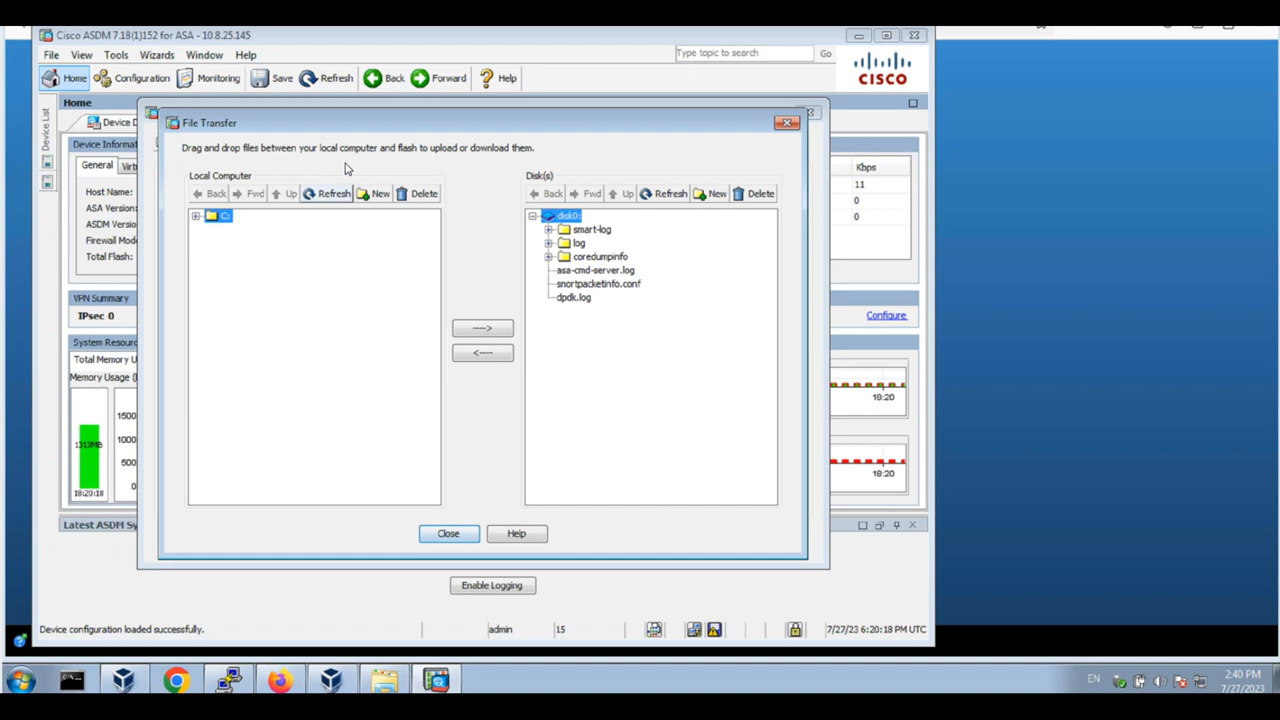 Cisco ASDM 7.18(1)152 for ASA - 10.8.25.145
File View Tools Wizards Window Help
Type topic to search Go
Home Configuration Monitoring Save Refresh Back Forward Help
CISCO
Home
Device List
Device D
Device Informat
General Virt
Host Name:
ASA Version:
ASDM Version
Firewall Mode
Total Flash:
Kbps
11
0
0
VPN Summary
IPsec 0
Configure
System Resourc
Total Memory U
Memory Usage (
1500
1000
500
0
1313MB
18:20:18
18:20
18:20
File Transfer
Drag and drop files between your local computer and flash to upload or download them.
Local Computer
Back Fwd Up Refresh New Delete
C:
---->
<----
Disk(s)
Back Fwd Up Refresh New Delete
disk0:
smart-log
log
coredumpinfo
asa-cmd-server.log
snortpacketinfo.conf
dpdk.log
Close Help
Latest ASDM Sy
Enable Logging
Device configuration loaded successfully. admin 15 7/27/23 6:20:18 PM UTC
EN
2:40 PM
7/27/2023